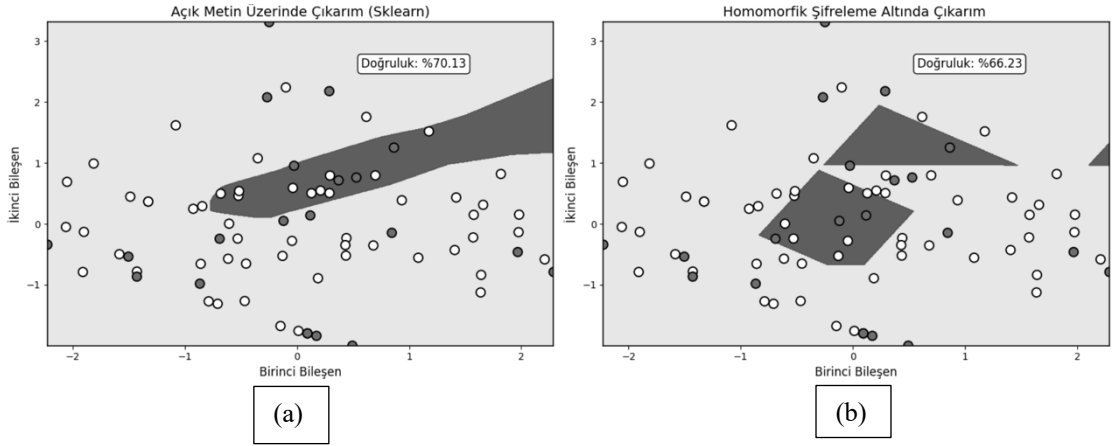 Açık Metin Üzerinde Çıkarım (Sklearn)
Doğruluk: %70.13
İkinci Bileşen
3
2
1
0
−1
−2
−1
0
1
2
Birinci Bileşen
(a)
Homomorfik Şifreleme Altında Çıkarım
Doğruluk: %66.23
İkinci Bileşen
3
2
1
0
−1
−2
−1
0
1
2
Birinci Bileşen
(b)